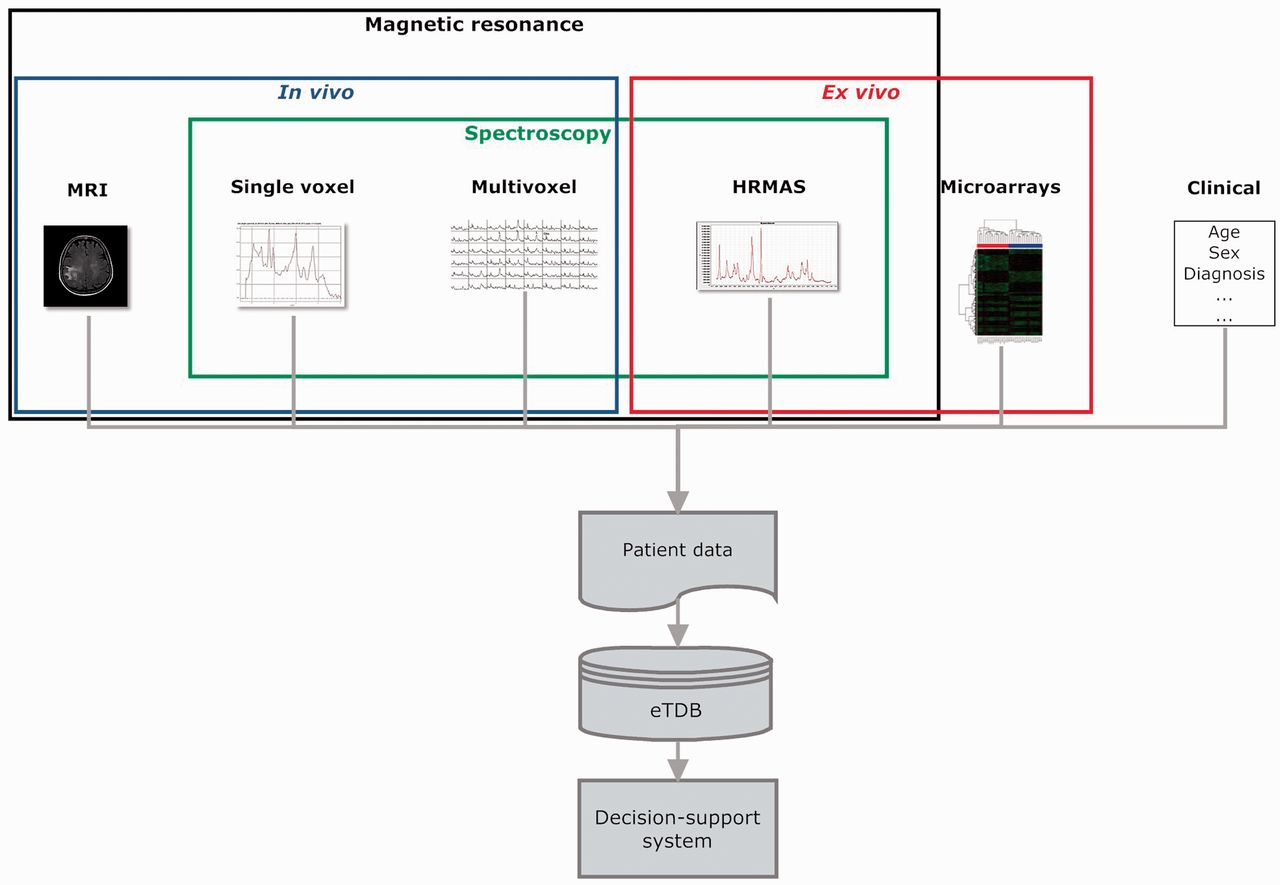 Magnetic resonance
In vivo
Ex vivo
Spectroscopy
MRI
Single voxel
Multivoxel
HRMAS
Microarrays
Clinical
Age
Sex
Diagnosis
...
...
Patient data
eTDB
Decision-support
system